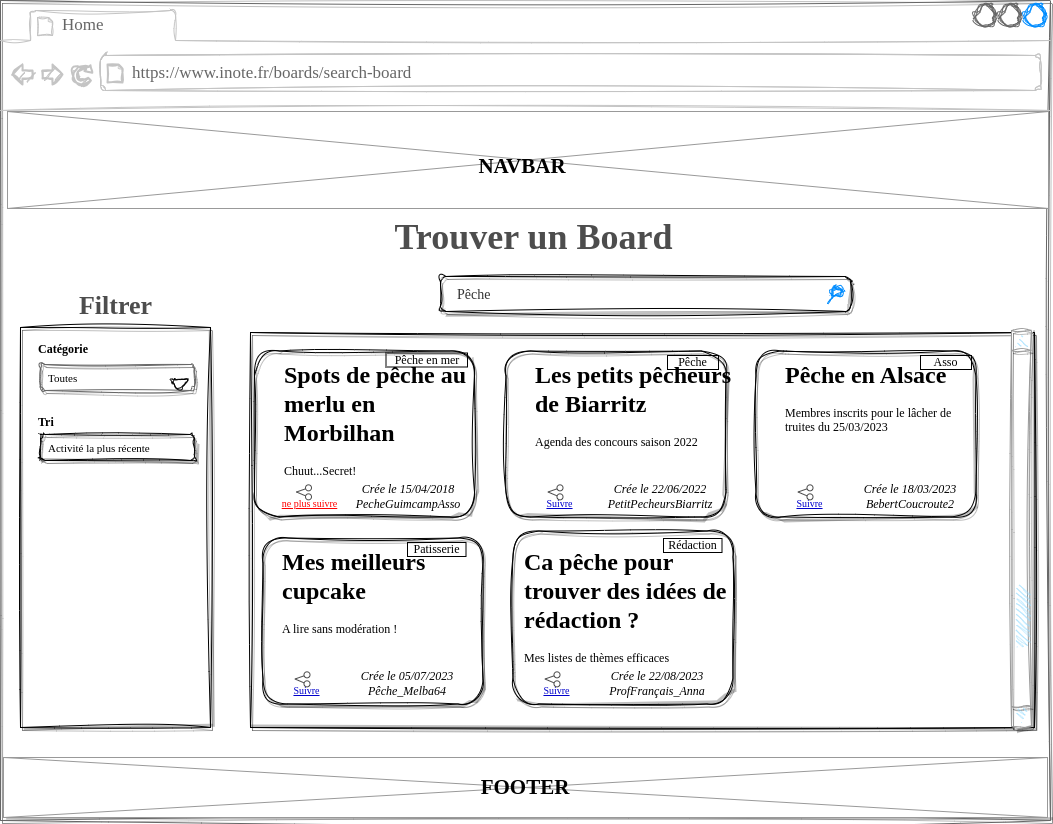 Home
https://www.inote.fr/boards/search-board
NAVBAR
Trouver un Board
Pêche
Filtrer
Catégorie
Toutes
Tri
Activité la plus récente
Pêche en mer
Spots de pêche au
merlu en
Morbilhan
Chuut...Secret!
ne plus suivre
Crée le 15/04/2018
PecheGuimcampAsso
Pêche
Les petits pêcheurs
de Biarritz
Agenda des concours saison 2022
Suivre
Crée le 22/06/2022
PetitPecheursBiarritz
Asso
Pêche en Alsace
Membres inscrits pour le lâcher de
truites du 25/03/2023
Suivre
Crée le 18/03/2023
BebertCoucroute2
Patisserie
Mes meilleurs
cupcake
A lire sans modération !
Suivre
Crée le 05/07/2023
Pêche_Melba64
Rédaction
Ca pêche pour
trouver des idées de
rédaction ?
Mes listes de thèmes efficaces
Suivre
Crée le 22/08/2023
ProfFrançais_Anna
FOOTER